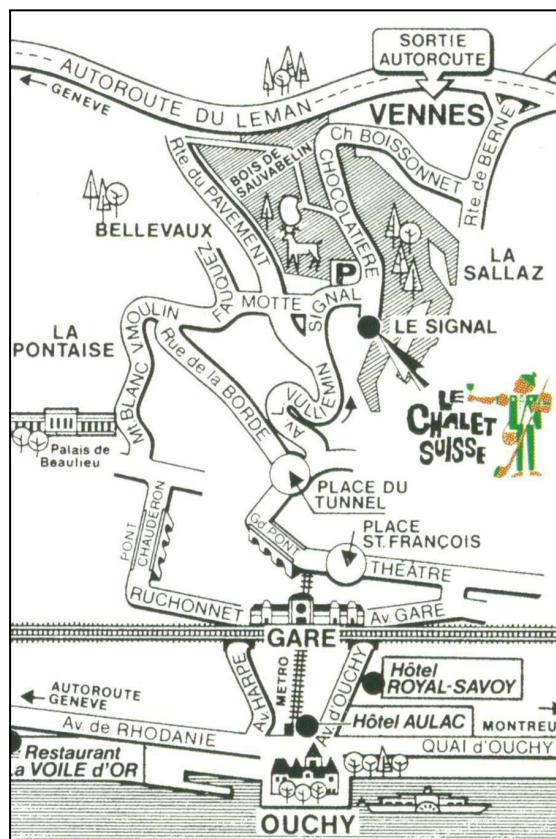 SORTIE
AUTOROUTE
AUTOROUTE DU LEMAN
GENEVE
VENNES
Ch BOISSONNET
Rte de BERNE
BOIS DE
SAUVABELIN
CHOCOLATIÈRE
Rte du PAVEMENT
BELLEVAUX
LA
SALLAZ
P
FAUQUEZ
MOTTE
SIGNAL
SIGNAL
LE SIGNAL
V. MOULIN
LA
PONTAISE
Mt BLANC
Rue de la BORDE
Av L. VULLIEMIN
LE
CHALET
SUISSE
Palais de
Beaulieu
PLACE DU
TUNNEL
PONT
CHAUDERON
Gd PONT
PLACE
ST. FRANÇOIS
THÉÂTRE
RUCHONNET
Av. GARE
GARE
Av. HARPE
METRO
Av. d'OUCHY
Hôtel
ROYAL-SAVOY
AUTOROUTE
GENEVE
Hôtel AULAC
MONTREU
Av de RHODANIE
QUAI d'OUCHY
Restaurant
La VOILE d'OR
OUCHY